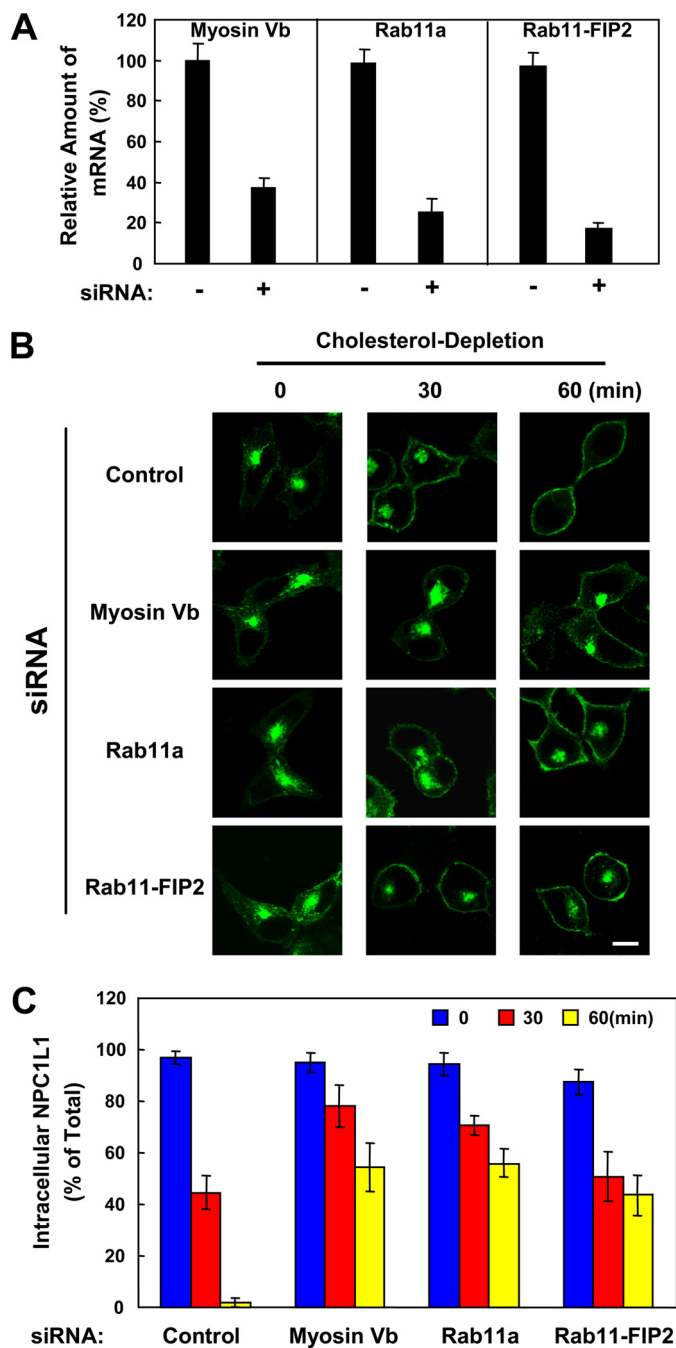 A
Myosin Vb Rab11a Rab11-FIP2
Relative Amount of
mRNA (%)
120
100
80
60
40
20
0
siRNA: - + - + - +
B
Cholesterol-Depletion
0 30 60 (min)
siRNA
Control
Myosin Vb
Rab11a
Rab11-FIP2
C
Intracellular NPC1L1
(% of Total)
120
100
80
60
40
20
0
0 30 60(min)
siRNA: Control Myosin Vb Rab11a Rab11-FIP2